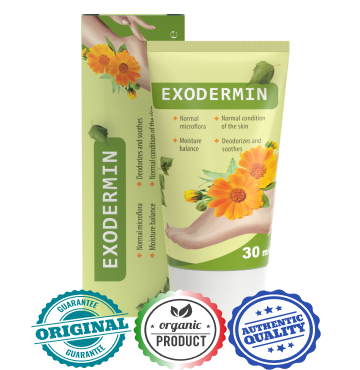 e
EXODERMIN
Normal microflora
Moisture balance
Deodorizes and soothes
Normal condition of the skin
EXODERMIN
Normal
microflora
Normal condition
of the skin
Moisture
balance
Deodorizes and
soothes
30 ml
GUARANTEE
ORIGINAL
GUARANTEE
organic
PRODUCT
AUTHENTIC
QUALITY